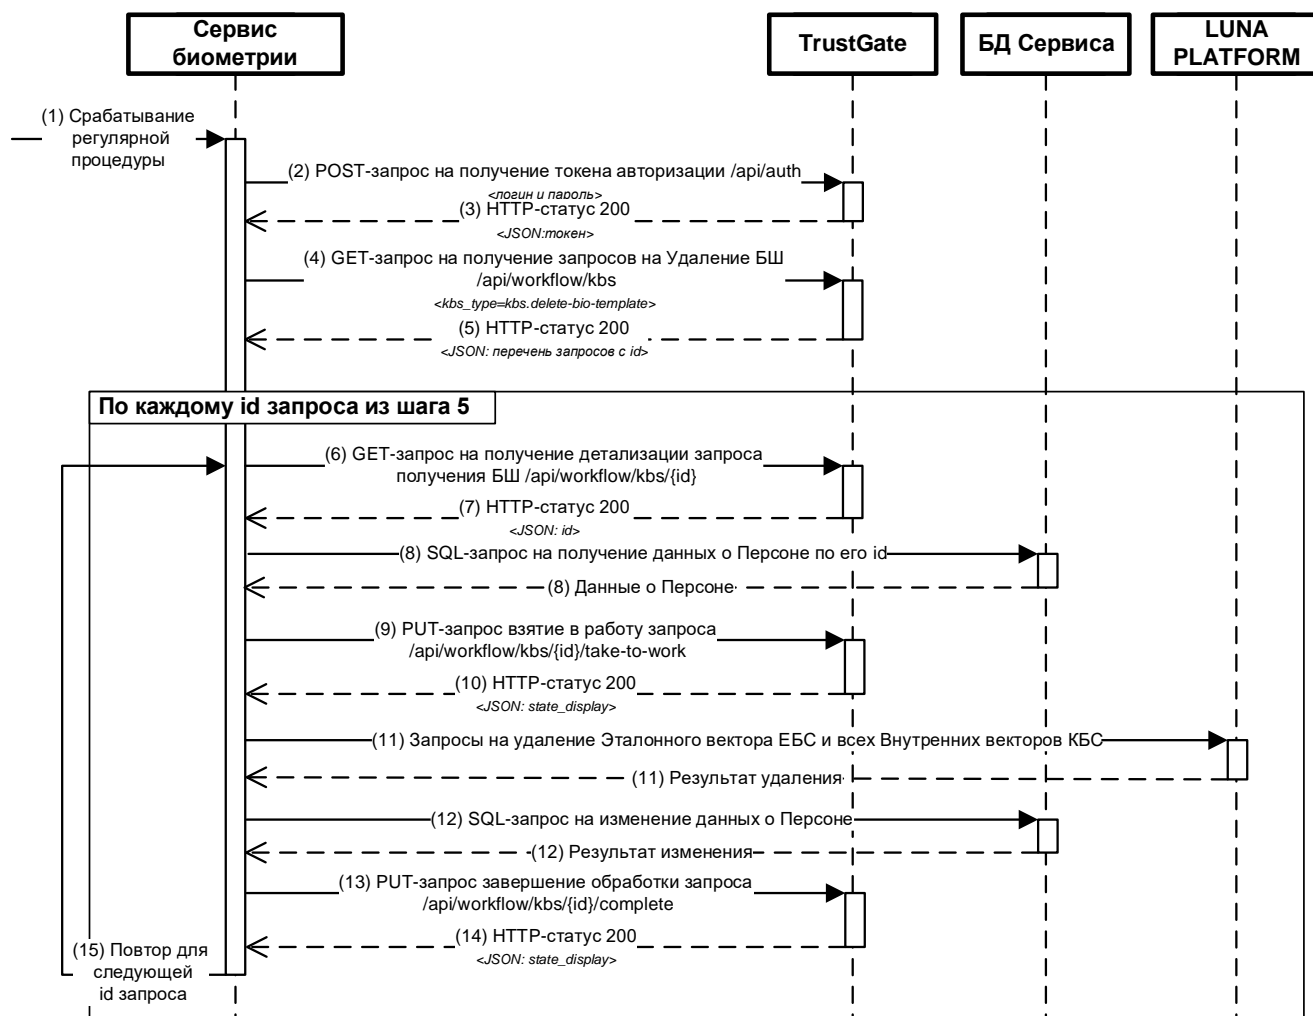 Сервис
биометрии
TrustGate
БД Сервиса
LUNA
PLATFORM
(1) Срабатывание
регулярной
процедуры
(2) POST-запрос на получение токена авторизации /api/auth
<логин и пароль>
(3) HTTP-статус 200
<JSON:токен>
(4) GET-запрос на получение запросов на Удаление БШ
/api/workflow/kbs
<kbs_type=kbs.delete-bio-template>
(5) HTTP-статус 200
<JSON: перечень запросов с id>
По каждому id запроса из шага 5
(6) GET-запрос на получение детализации запроса
получения БШ /api/workflow/kbs/{id}
(7) HTTP-статус 200
<JSON: id>
(8) SQL-запрос на получение данных о Персоне по его id
(8) Данные о Персоне
(9) PUT-запрос взятие в работу запроса
/api/workflow/kbs/{id}/take-to-work
(10) HTTP-статус 200
<JSON: state_display>
(11) Запросы на удаление Эталонного вектора ЕБС и всех Внутренних векторов КБС
(11) Результат удаления
(12) SQL-запрос на изменение данных о Персоне
(12) Результат изменения
(13) PUT-запрос завершение обработки запроса
/api/workflow/kbs/{id}/complete
(14) HTTP-статус 200
<JSON: state_display>
(15) Повтор для
следующей
id запроса